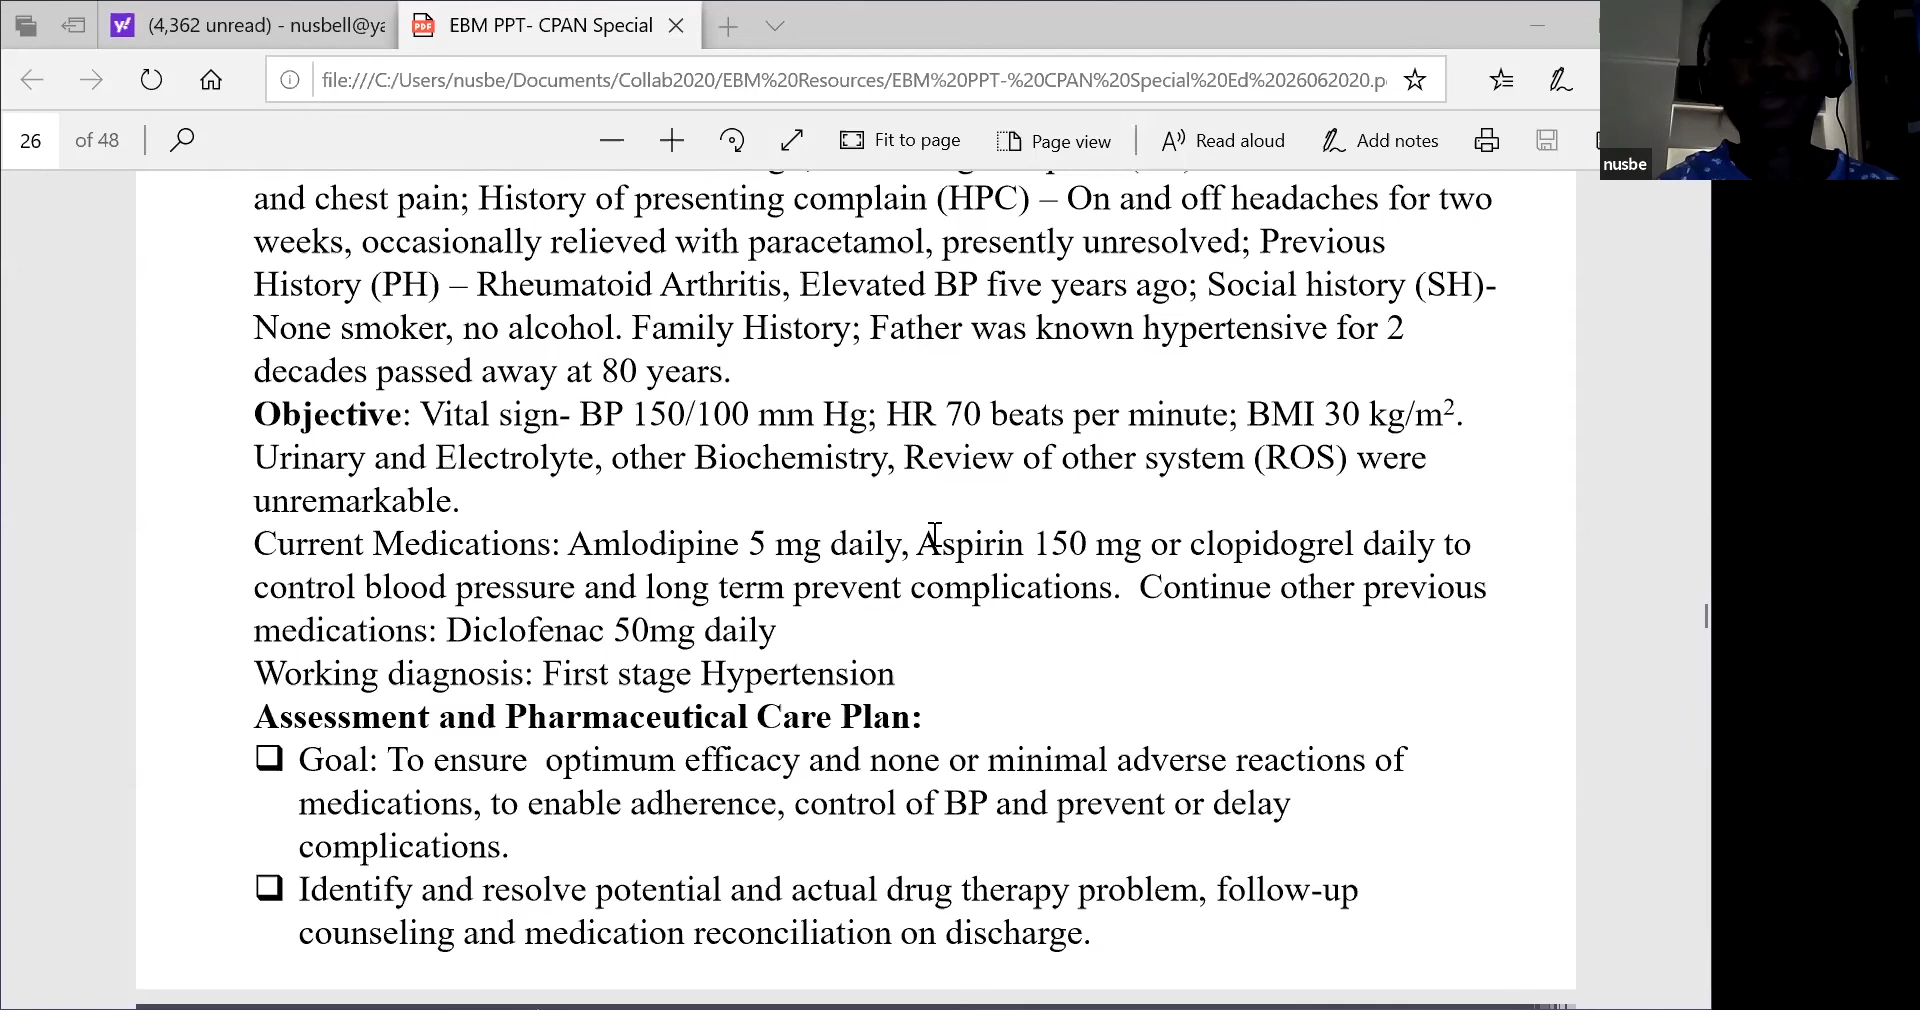 (4,362 unread) - nusbell@ya
EBM PPT- CPAN Special
file:///C:/Users/nusbe/Documents/Collab2020/EBM%20Resources/EBM%20PPT-%20CPAN%20Special%20Ed%2026062020.p
26 of 48
Fit to page
Page view
Read aloud
Add notes
nusbe
and chest pain; History of presenting complain (HPC) – On and off headaches for two
weeks, occasionally relieved with paracetamol, presently unresolved; Previous
History (PH) – Rheumatoid Arthritis, Elevated BP five years ago; Social history (SH)-
None smoker, no alcohol. Family History; Father was known hypertensive for 2
decades passed away at 80 years.
Objective: Vital sign- BP 150/100 mm Hg; HR 70 beats per minute; BMI 30 kg/m².
Urinary and Electrolyte, other Biochemistry, Review of other system (ROS) were
unremarkable.
Current Medications: Amlodipine 5 mg daily, Aspirin 150 mg or clopidogrel daily to
control blood pressure and long term prevent complications.  Continue other previous
medications: Diclofenac 50mg daily
Working diagnosis: First stage Hypertension
Assessment and Pharmaceutical Care Plan:
❑ Goal: To ensure  optimum efficacy and none or minimal adverse reactions of
medications, to enable adherence, control of BP and prevent or delay
complications.
❑ Identify and resolve potential and actual drug therapy problem, follow-up
counseling and medication reconciliation on discharge.